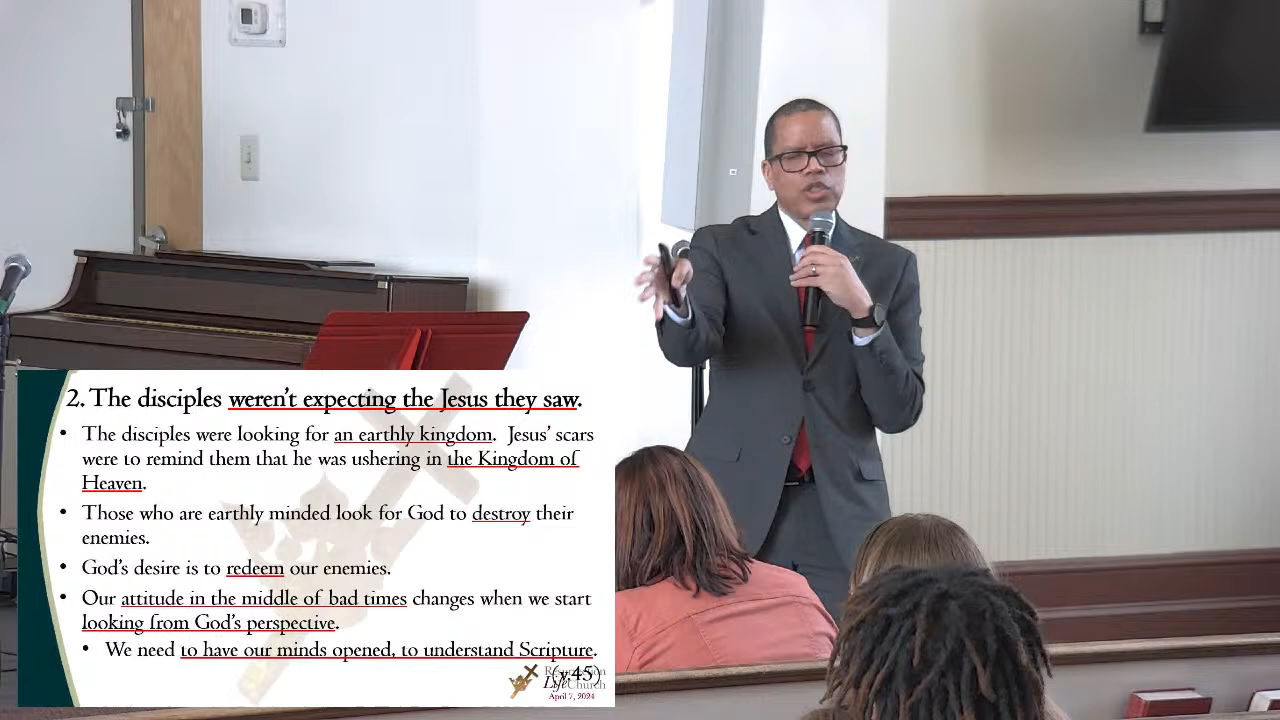 2. The disciples weren't expecting the Jesus they saw.
• The disciples were looking for an earthly kingdom. Jesus' scars
were to remind them that he was ushering in the Kingdom of
Heaven.
• Those who are earthly minded look for God to destroy their
enemies.
• God's desire is to redeem our enemies.
• Our attitude in the middle of bad times changes when we start
looking from God's perspective.
• We need to have our minds opened, to understand Scripture.
(v.45)
Life Church
April 7, 2024